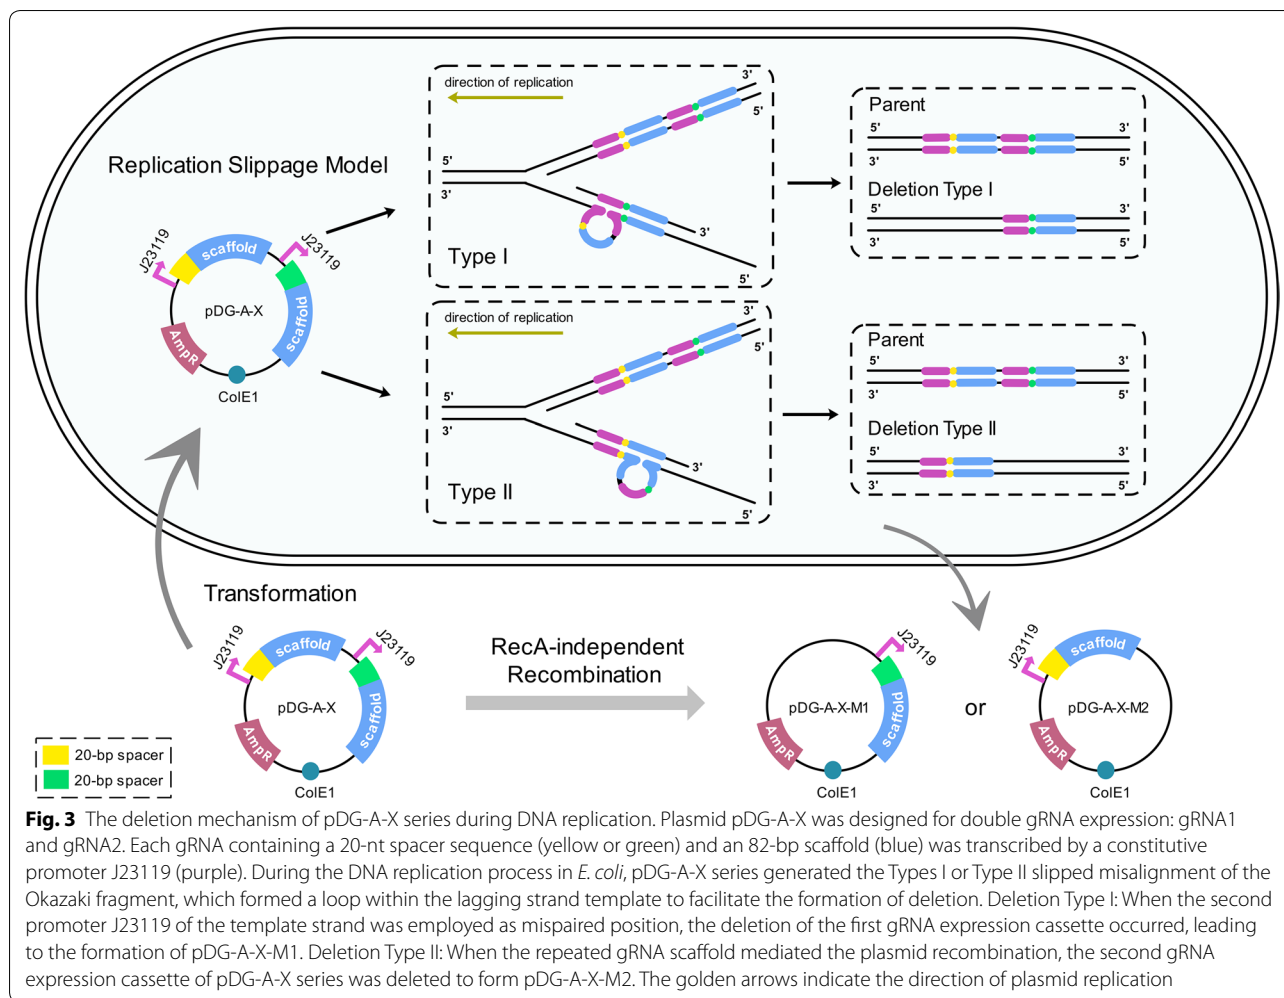 direction of replication
3'
5'
5'
3'
3'
5'
Type I
Parent
5'
3'
3'
5'
Deletion Type I
5'
3'
3'
5'
Replication Slippage Model
J23119
scaffold
J23119
pDG-A-X
scaffold
AmpR
ColE1
direction of replication
3'
5'
5'
3'
3'
5'
Type II
Parent
5'
3'
3'
5'
Deletion Type II
5'
3'
3'
5'
Transformation
J23119
scaffold
J23119
pDG-A-X
scaffold
AmpR
ColE1
RecA-independent
Recombination
J23119
pDG-A-X-M1
scaffold
AmpR
ColE1
or
J23119
scaffold
pDG-A-X-M2
AmpR
ColE1
20-bp spacer
20-bp spacer
Fig. 3 The deletion mechanism of pDG-A-X series during DNA replication. Plasmid pDG-A-X was designed for double gRNA expression: gRNA1
and gRNA2. Each gRNA containing a 20-nt spacer sequence (yellow or green) and an 82-bp scaffold (blue) was transcribed by a constitutive
promoter J23119 (purple). During the DNA replication process in E. coli, pDG-A-X series generated the Types I or Type II slipped misalignment of the
Okazaki fragment, which formed a loop within the lagging strand template to facilitate the formation of deletion. Deletion Type I: When the second
promoter J23119 of the template strand was employed as mispaired position, the deletion of the first gRNA expression cassette occurred, leading
to the formation of pDG-A-X-M1. Deletion Type II: When the repeated gRNA scaffold mediated the plasmid recombination, the second gRNA
expression cassette of pDG-A-X series was deleted to form pDG-A-X-M2. The golden arrows indicate the direction of plasmid replication